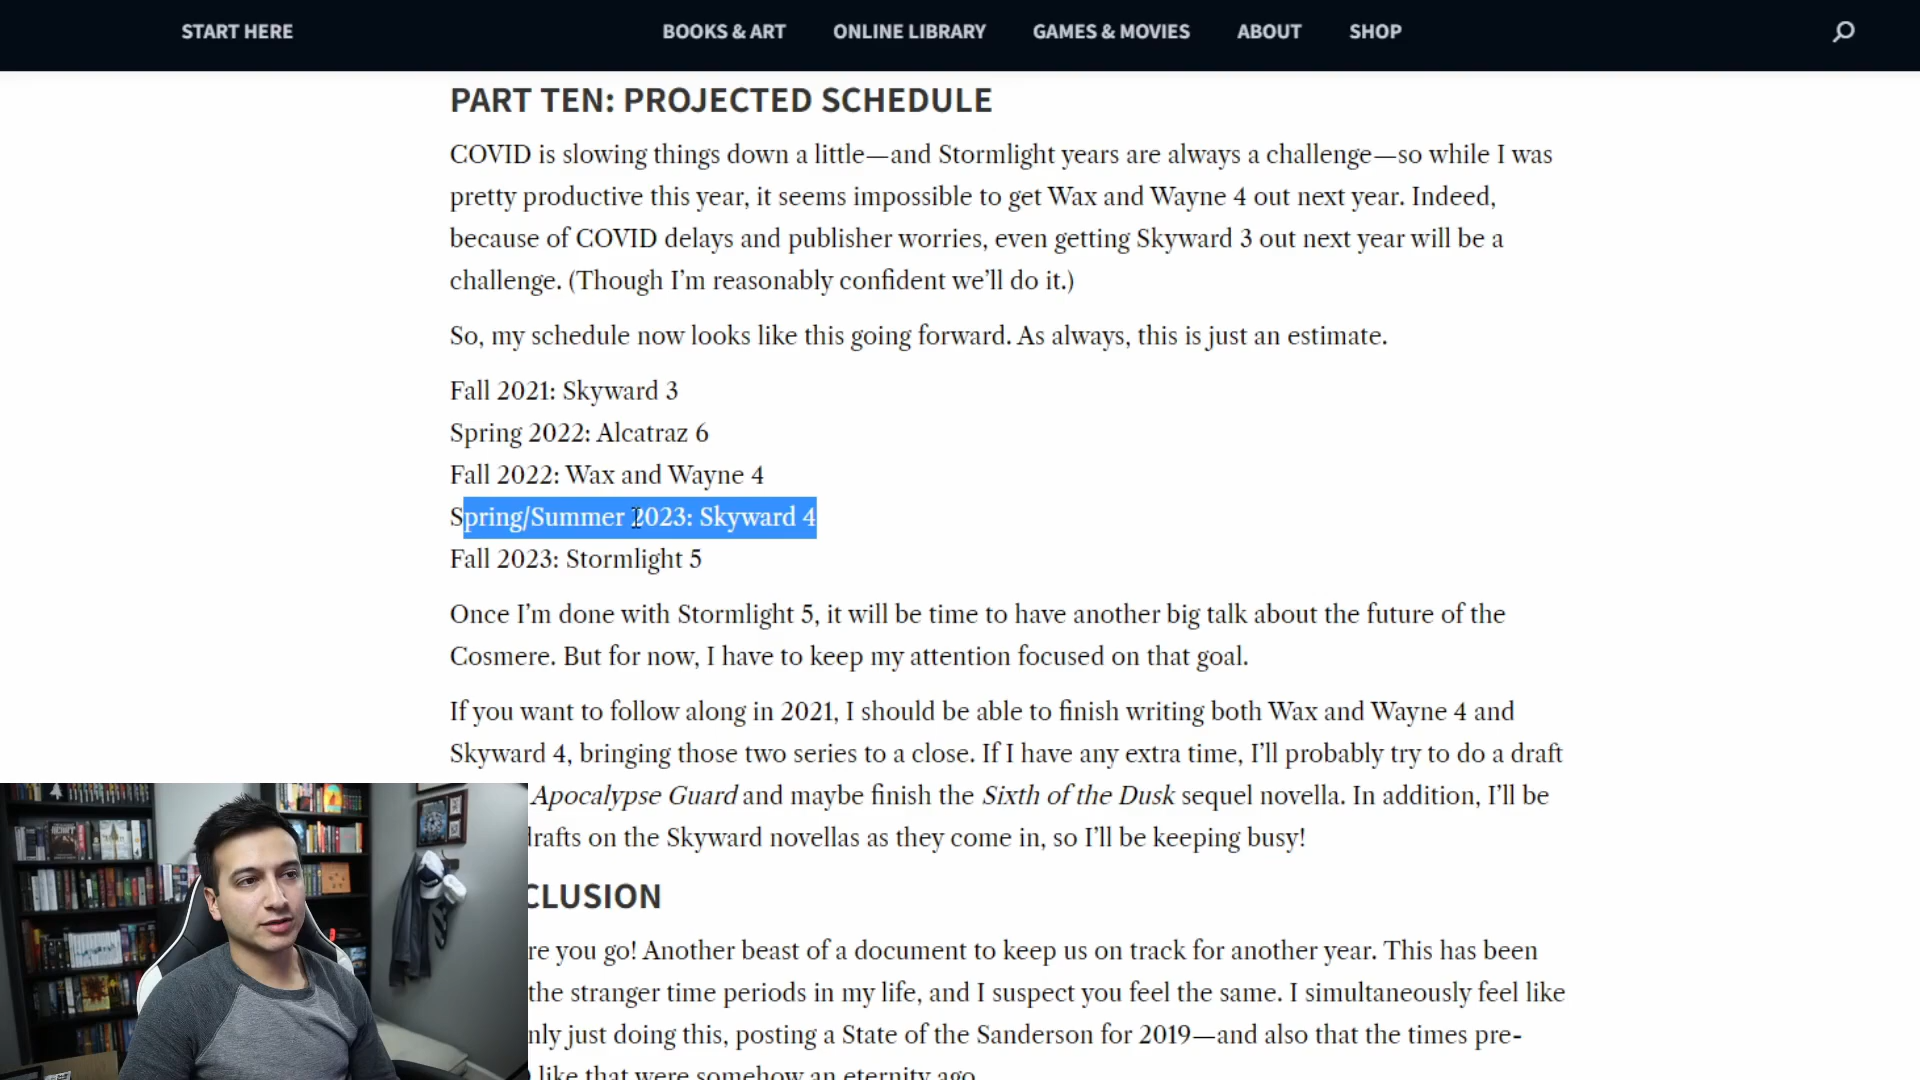 START HERE BOOKS & ART ONLINE LIBRARY GAMES & MOVIES ABOUT SHOP
PART TEN: PROJECTED SCHEDULE
COVID is slowing things down a little—and Stormlight years are always a challenge—so while I was
pretty productive this year, it seems impossible to get Wax and Wayne 4 out next year. Indeed,
because of COVID delays and publisher worries, even getting Skyward 3 out next year will be a
challenge. (Though I’m reasonably confident we’ll do it.)
So, my schedule now looks like this going forward. As always, this is just an estimate.
Fall 2021: Skyward 3
Spring 2022: Alcatraz 6
Fall 2022: Wax and Wayne 4
Spring/Summer 2023: Skyward 4
Fall 2023: Stormlight 5
Once I’m done with Stormlight 5, it will be time to have another big talk about the future of the
Cosmere. But for now, I have to keep my attention focused on that goal.
If you want to follow along in 2021, I should be able to finish writing both Wax and Wayne 4 and
Skyward 4, bringing those two series to a close. If I have any extra time, I’ll probably try to do a draft
Apocalypse Guard and maybe finish the Sixth of the Dusk sequel novella. In addition, I’ll be
rafts on the Skyward novellas as they come in, so I’ll be keeping busy!
CLUSION
re you go! Another beast of a document to keep us on track for another year. This has been
the stranger time periods in my life, and I suspect you feel the same. I simultaneously feel like
nly just doing this, posting a State of the Sanderson for 2019—and also that the times pre-
like that were somehow an eternity ago.